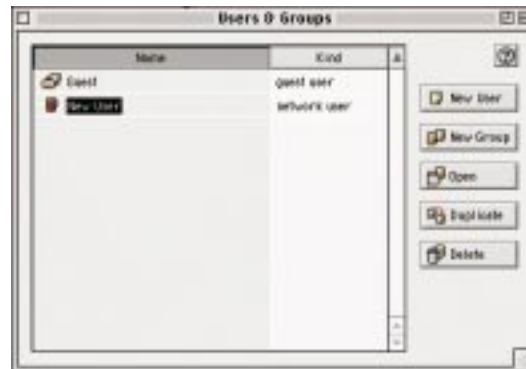 Users & Groups
Name Kind
Guest guest user
New User network user
New User
New Group
Open
Duplicate
Delete